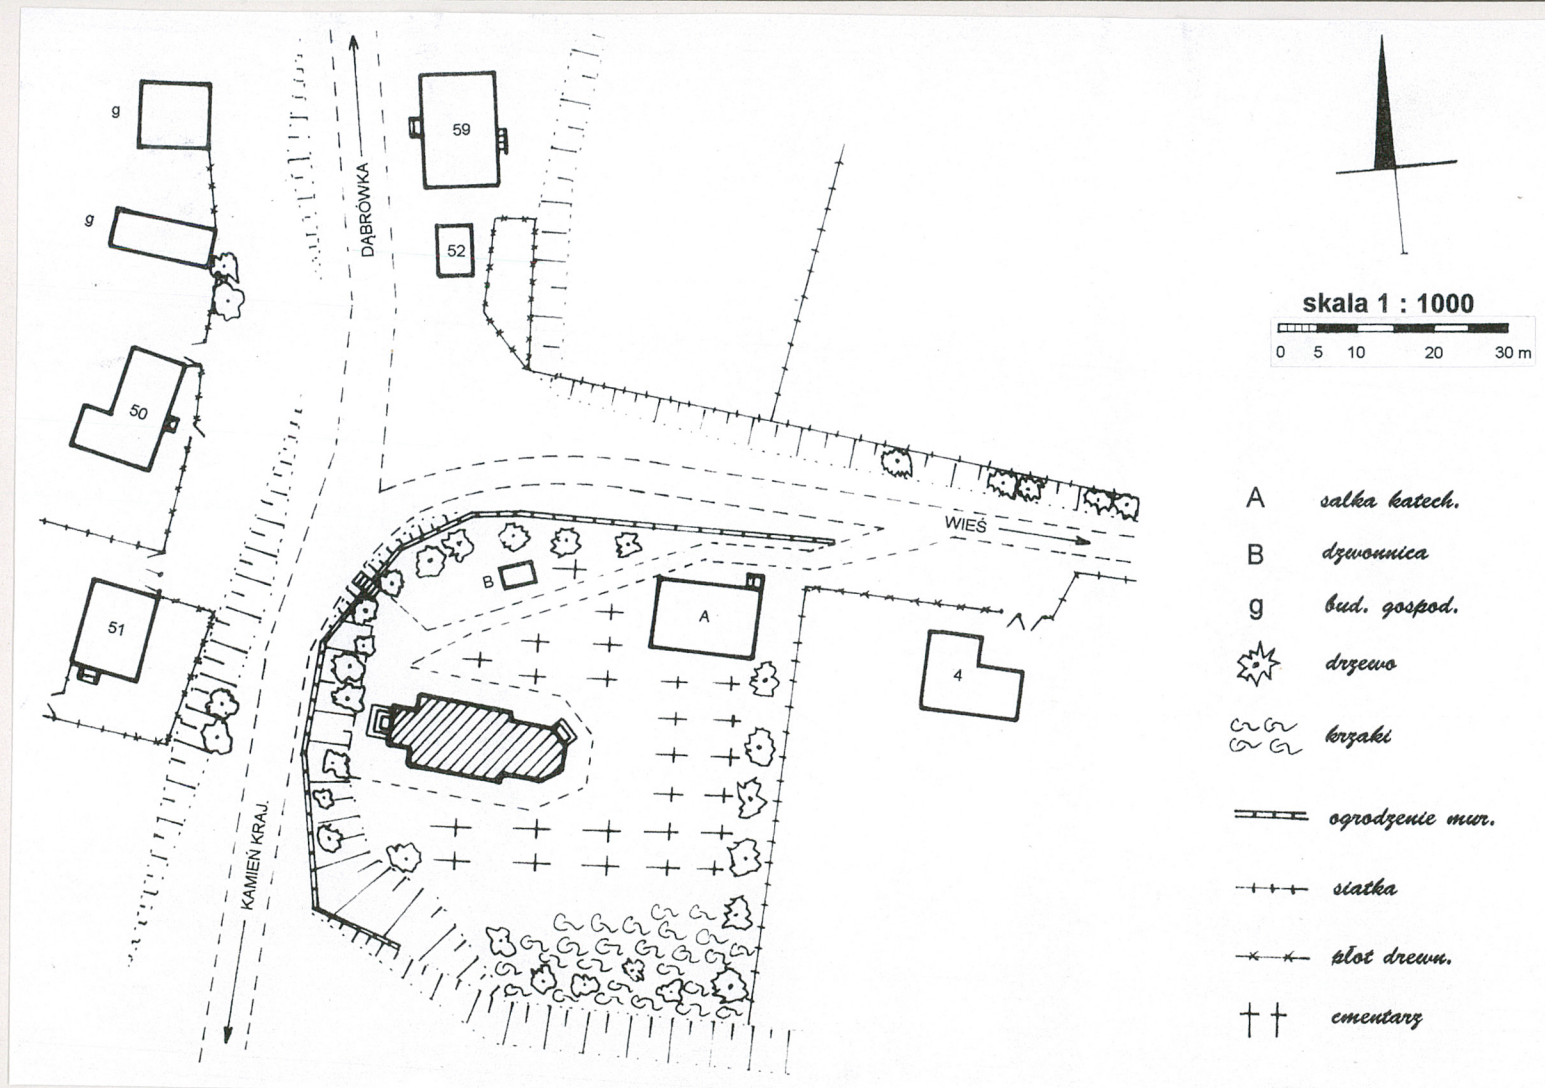 g
59
DĄBRÓWKA
g
52
skala 1 : 1000
0 5 10 20 30 m
50
A salka katech.
WIEŚ
B dzwonnica
B
g bud. gospod.
A
51
4
drzewo
krzaki
ogrodzenie mur.
KAMIEŃ KRAJ.
siatka
płot drewn.
cmentarz